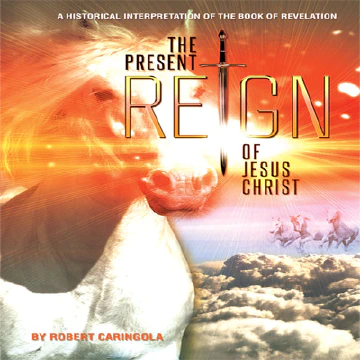 A HISTORICAL INTERPRETATION OF THE BOOK OF REVELATION
THE
PRESENT
REIGN
OF
JESUS
CHRIST
BY ROBERT CARINGOLA